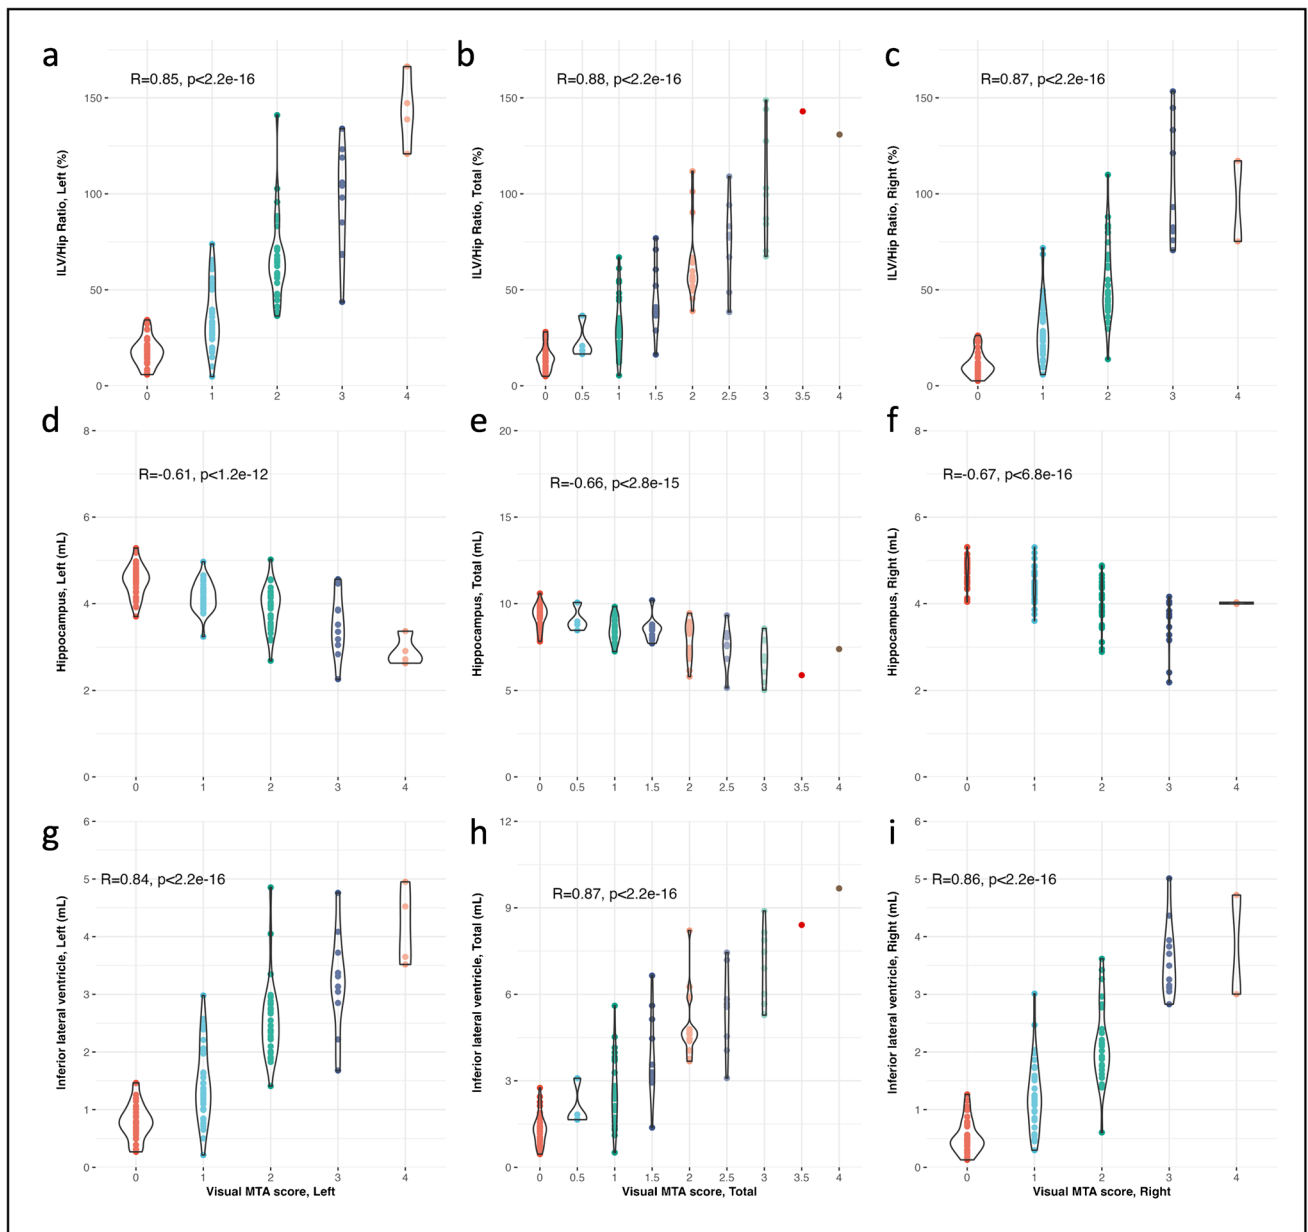 a
b
c
R=0.85, p<2.2e-16
R=0.88, p<2.2e-16
R=0.87, p<2.2e-16
ILV/Hip Ratio, Left (%)
150
100
50
0
0 1 2 3 4
ILV/Hip Ratio, Total (%)
150
100
50
0
0 0.5 1 1.5 2 2.5 3 3.5 4
ILV/Hip Ratio, Right (%)
150
100
50
0
0 1 2 3 4
d
e
f
R=-0.61, p<1.2e-12
R=-0.66, p<2.8e-15
R=-0.67, p<6.8e-16
Hippocampus, Left (mL)
8
6
4
2
0
0 1 2 3 4
Hippocampus, Total (mL)
20
15
10
5
0
0 0.5 1 1.5 2 2.5 3 3.5 4
Hippocampus, Right (mL)
8
6
4
2
0
0 1 2 3 4
g
h
i
R=0.84, p<2.2e-16
R=0.87, p<2.2e-16
R=0.86, p<2.2e-16
Inferior lateral ventricle, Left (mL)
6
5
4
3
2
1
0
0 1 2 3 4
Visual MTA score, Left
Inferior lateral ventricle, Total (mL)
12
9
6
3
0
0 0.5 1 1.5 2 2.5 3 3.5 4
Visual MTA score, Total
Inferior lateral ventricle, Right (mL)
6
5
4
3
2
1
0
0 1 2 3 4
Visual MTA score, Right